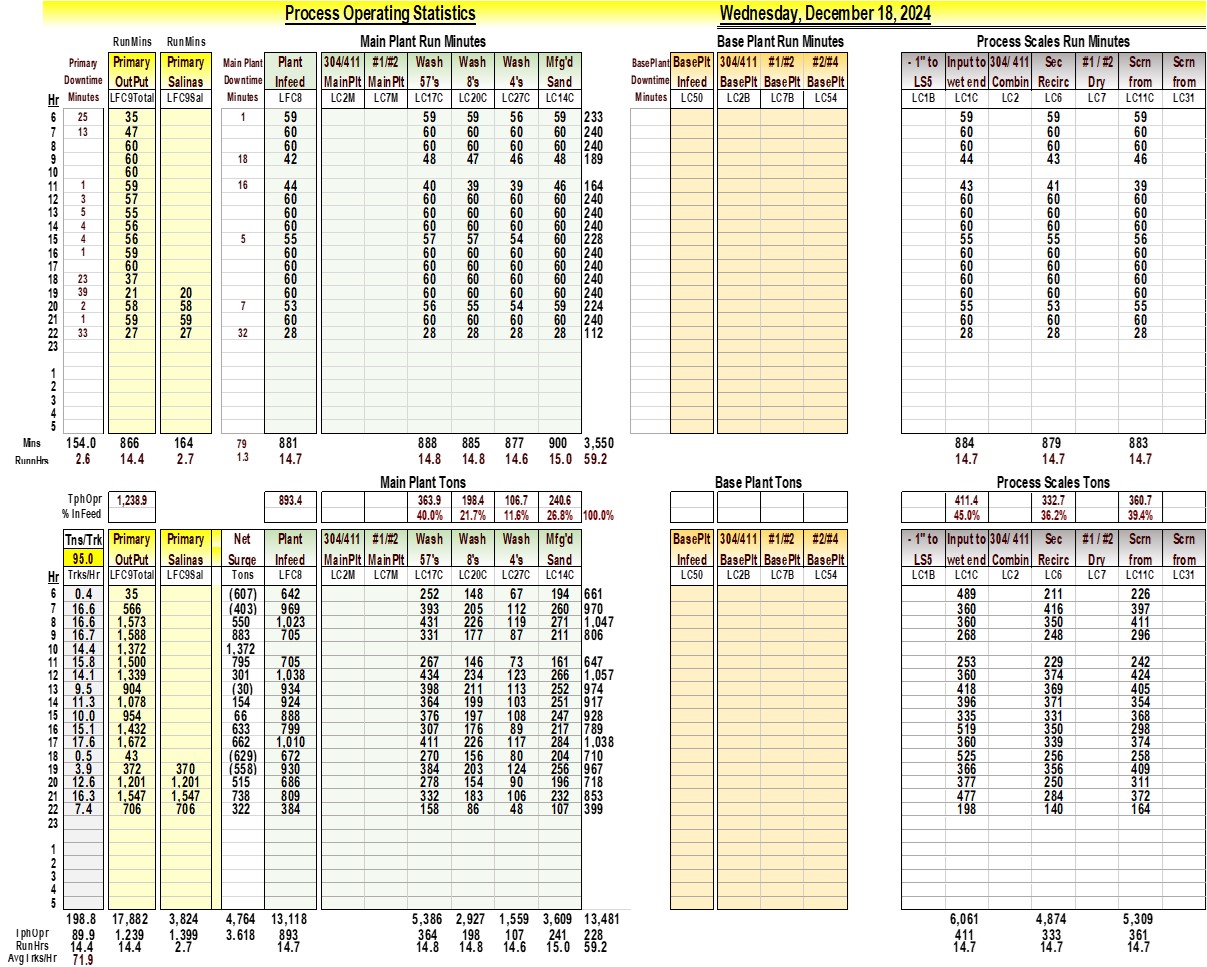 Process Operating Statistics Wednesday, December 18, 2024
RunMins RunMins Main Plant Run Minutes Base Plant Run Minutes Process Scales Run Minutes
Primary Primary Primary Main Plant Plant 304/411 #1/#2 Wash Wash Wash Mfg'd BasePlant BasePlt 304/411 #1/#2 #2/#4 - 1" to Input to 304/ 411 Sec #1 / #2 Scrn Scrn
Downtime OutPut Salinas Downtime Infeed MainPlt MainPlt 57's 8's 4's Sand Downtime Infeed BasePlt BasePlt BasePlt LS5 wet end Combin Recirc Dry from from
Hr Minutes LFC9Total LFC9Sal Minutes LFC8 LC2M LC7M LC17C LC20C LC27C LC14C Minutes LC50 LC2B LC7B LC54 LC1B LC1C LC2 LC6 LC7 LC11C LC31
6 25 35 1 59 59 59 56 59 233 59 59 59
7 13 47 60 60 60 60 60 240 60 60 60
8 60 60 60 60 60 60 240 60 60 60
9 60 18 42 48 47 46 48 189 44 43 46
10 60
11 1 59 16 44 40 39 39 46 164 43 41 39
12 3 57 60 60 60 60 60 240 60 60 60
13 5 55 60 60 60 60 60 240 60 60 60
14 4 56 60 60 60 60 60 240 60 60 60
15 4 56 5 55 57 57 54 60 228 55 55 56
16 1 59 60 60 60 60 60 240 60 60 60
17 60 60 60 60 60 60 240 60 60 60
18 23 37 60 60 60 60 60 240 60 60 60
19 39 21 20 60 60 60 60 60 240 60 60 60
20 2 58 58 7 53 56 55 54 59 224 55 53 55
21 1 59 59 60 60 60 60 60 240 60 60 60
22 33 27 27 32 28 28 28 28 28 112 28 28 28
23
1
2
3
4
5
Mins 154.0 866 164 79 881 888 885 877 900 3,550 884 879 883
RunnHrs 2.6 14.4 2.7 1.3 14.7 14.8 14.8 14.6 15.0 59.2 14.7 14.7 14.7
Main Plant Tons Base Plant Tons Process Scales Tons
TphOpr 1,238.9 893.4 363.9 198.4 106.7 240.6 411.4 332.7 360.7
% InFeed 40.0% 21.7% 11.6% 26.8% 100.0% 45.0% 36.2% 39.4%
Tns/Trk Primary Primary Net Plant 304/411 #1/#2 Wash Wash Wash Mfg'd BasePlt 304/411 #1/#2 #2/#4 - 1" to Input to 304/ 411 Sec #1 / #2 Scrn Scrn
95.0 OutPut Salinas Surge Infeed MainPlt MainPlt 57's 8's 4's Sand Infeed BasePlt BasePlt BasePlt LS5 wet end Combin Recirc Dry from from
Hr Trks/Hr LFC9Total LFC9Sal Tons LFC8 LC2M LC7M LC17C LC20C LC27C LC14C LC50 LC2B LC7B LC54 LC1B LC1C LC2 LC6 LC7 LC11C LC31
6 0.4 35 (607) 642 252 148 67 194 661 489 211 226
7 16.6 566 (403) 969 393 205 112 260 970 360 416 397
8 16.6 1,573 550 1,023 431 226 119 271 1,047 360 350 411
9 16.7 1,588 883 705 331 177 87 211 806 268 248 296
10 14.4 1,372 1,372
11 15.8 1,500 795 705 267 146 73 161 647 253 229 242
12 14.1 1,339 301 1,038 434 234 123 266 1,057 360 374 424
13 9.5 904 (30) 934 398 211 113 252 974 418 369 405
14 11.3 1,078 154 924 364 199 103 251 917 396 371 354
15 10.0 954 66 888 376 197 108 247 928 335 331 368
16 15.1 1,432 633 799 307 176 89 217 789 519 350 298
17 17.6 1,672 662 1,010 411 226 117 284 1,038 360 339 374
18 0.5 43 (629) 672 270 156 80 204 710 525 256 258
19 3.9 372 370 (558) 930 384 203 124 256 967 366 356 409
20 12.6 1,201 1,201 515 686 278 154 90 196 718 377 250 311
21 16.3 1,547 1,547 738 809 332 183 106 232 853 477 284 372
22 7.4 706 706 322 384 158 86 48 107 399 198 140 164
23
1
2
3
4
5
198.8 17,882 3,824 4,764 13,118 5,386 2,927 1,559 3,609 13,481 6,061 4,874 5,309
TphOpr 89.9 1,239 1,399 3.618 893 364 198 107 241 228 411 333 361
RunHrs 14.4 14.4 2.7 14.7 14.8 14.8 14.6 15.0 59.2 14.7 14.7 14.7
AvgTrks/Hr 71.9